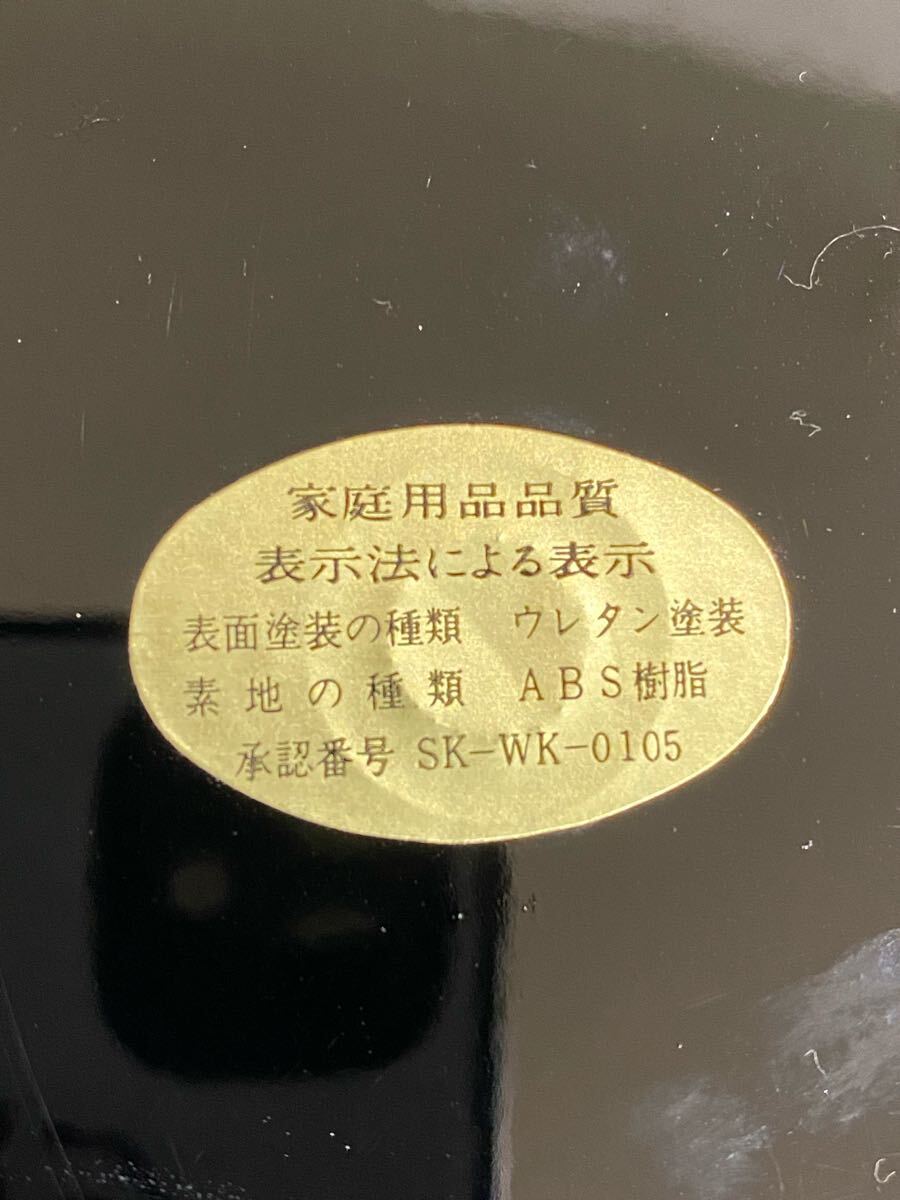 家庭用品品質
表示法による表示
表面塗装の種類 ウレタン塗装
素地の種類 ABS樹脂
承認番号 SK-WK-0105